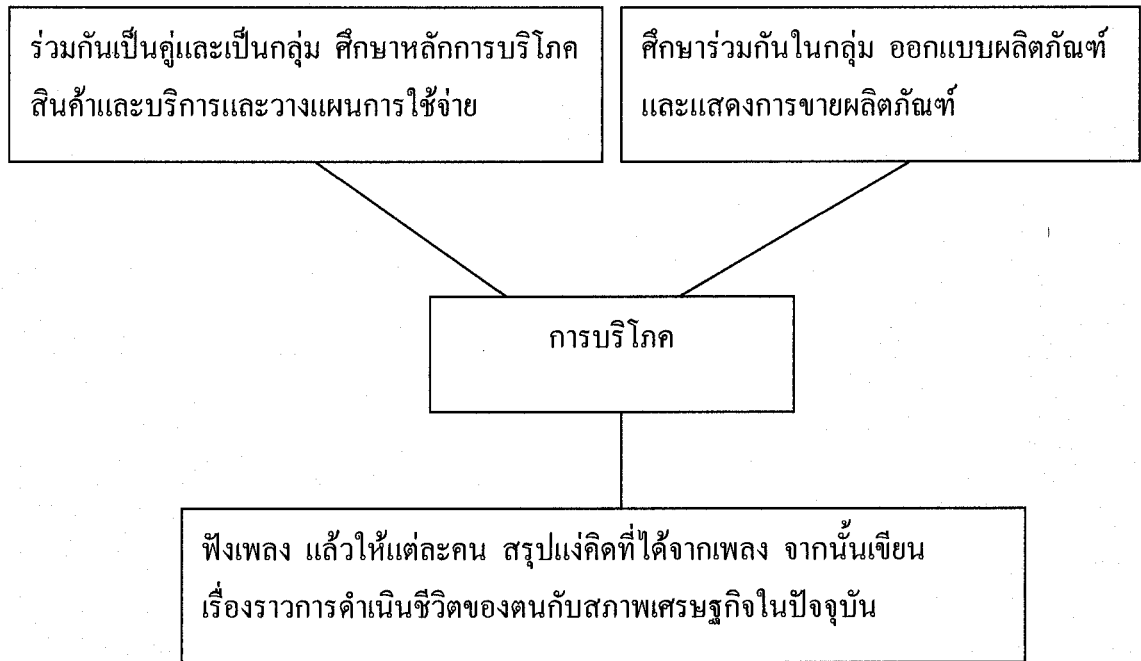 ร่วมกันเป็นคู่และเป็นกลุ่ม ศึกษาหลักการบริโภค
สินค้าและบริการและวางแผนการใช้จ่าย
ศึกษาร่วมกันในกลุ่ม ออกแบบผลิตภัณฑ์
และแสดงการขายผลิตภัณฑ์
การบริโภค
ฟังเพลง แล้วให้แต่ละคน สรุปแง่คิดที่ได้จากเพลง จากนั้นเขียน
เรื่องราวการดำเนินชีวิตของตนกับสภาพเศรษฐกิจในปัจจุบัน